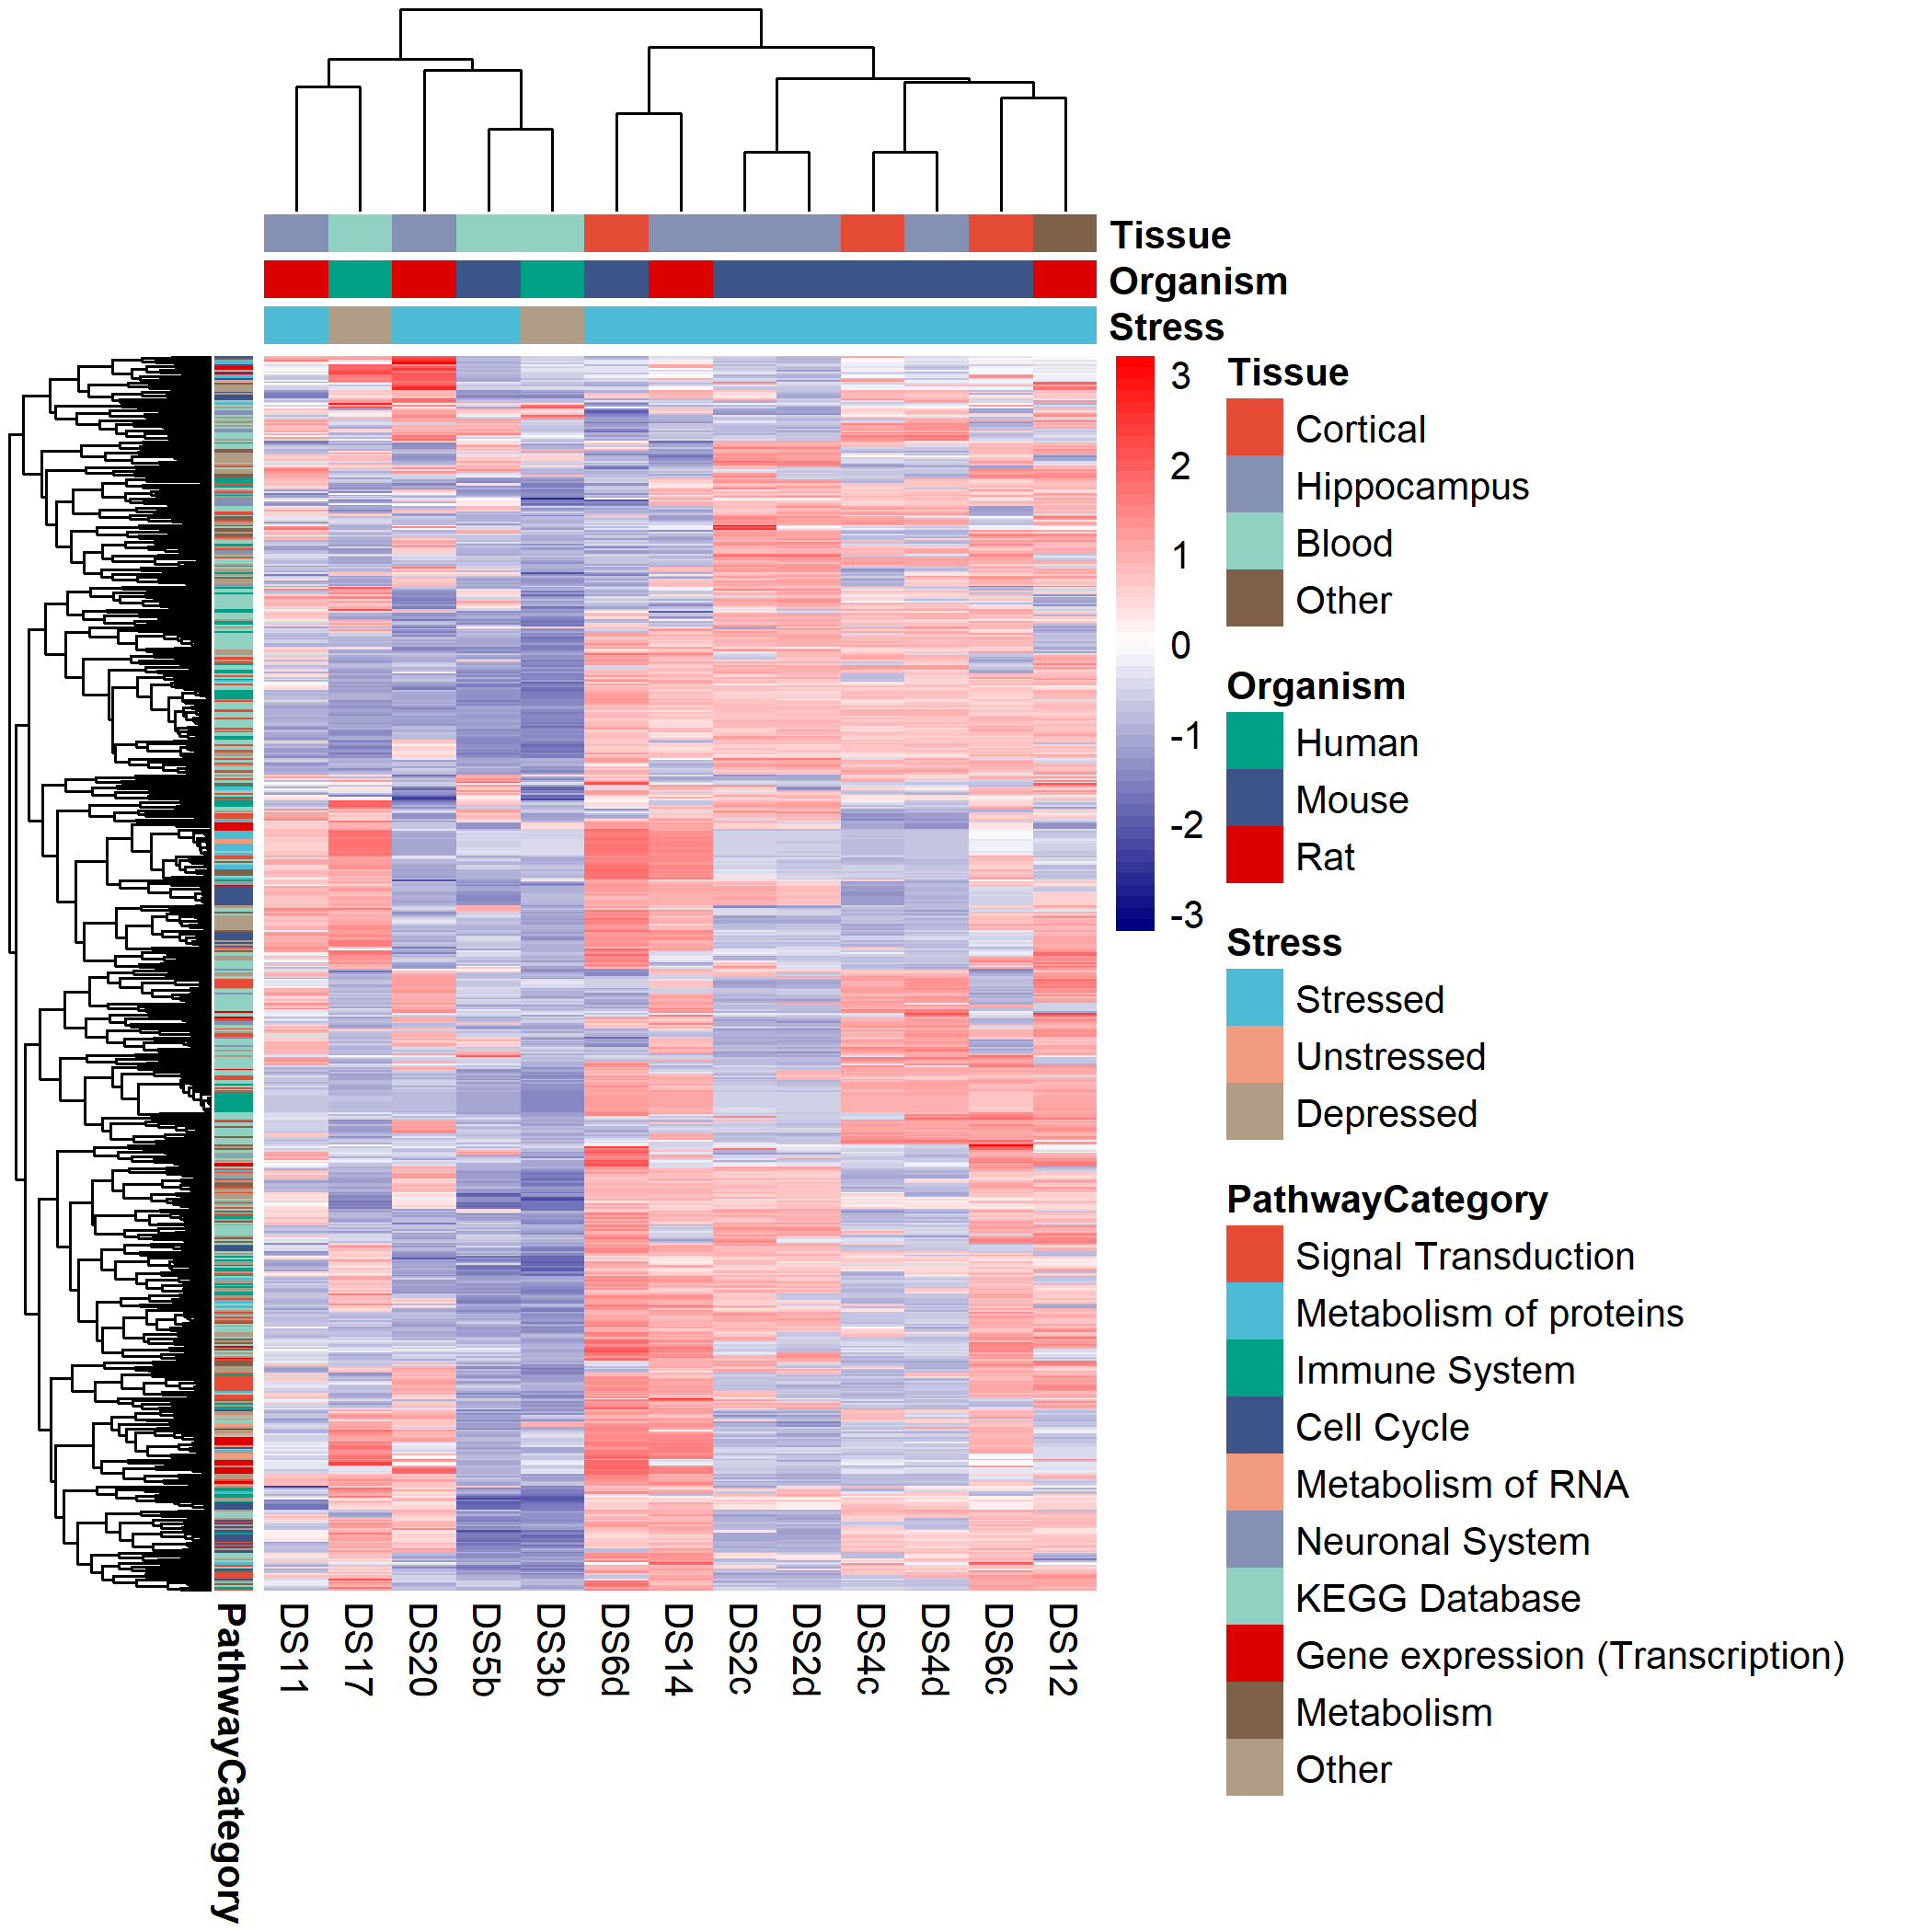 Tissue
Organism
Stress
3
2
1
0
-1
-2
-3
Tissue
Cortical
Hippocampus
Blood
Other
Organism
Human
Mouse
Rat
Stress
Stressed
Unstressed
Depressed
PathwayCategory
Signal Transduction
Metabolism of proteins
Immune System
Cell Cycle
Metabolism of RNA
Neuronal System
KEGG Database
Gene expression (Transcription)
Metabolism
Other
PathwayCategory
DS11
DS17
DS20
DS5b
DS3b
DS6d
DS14
DS2c
DS2d
DS4c
DS4d
DS6c
DS12